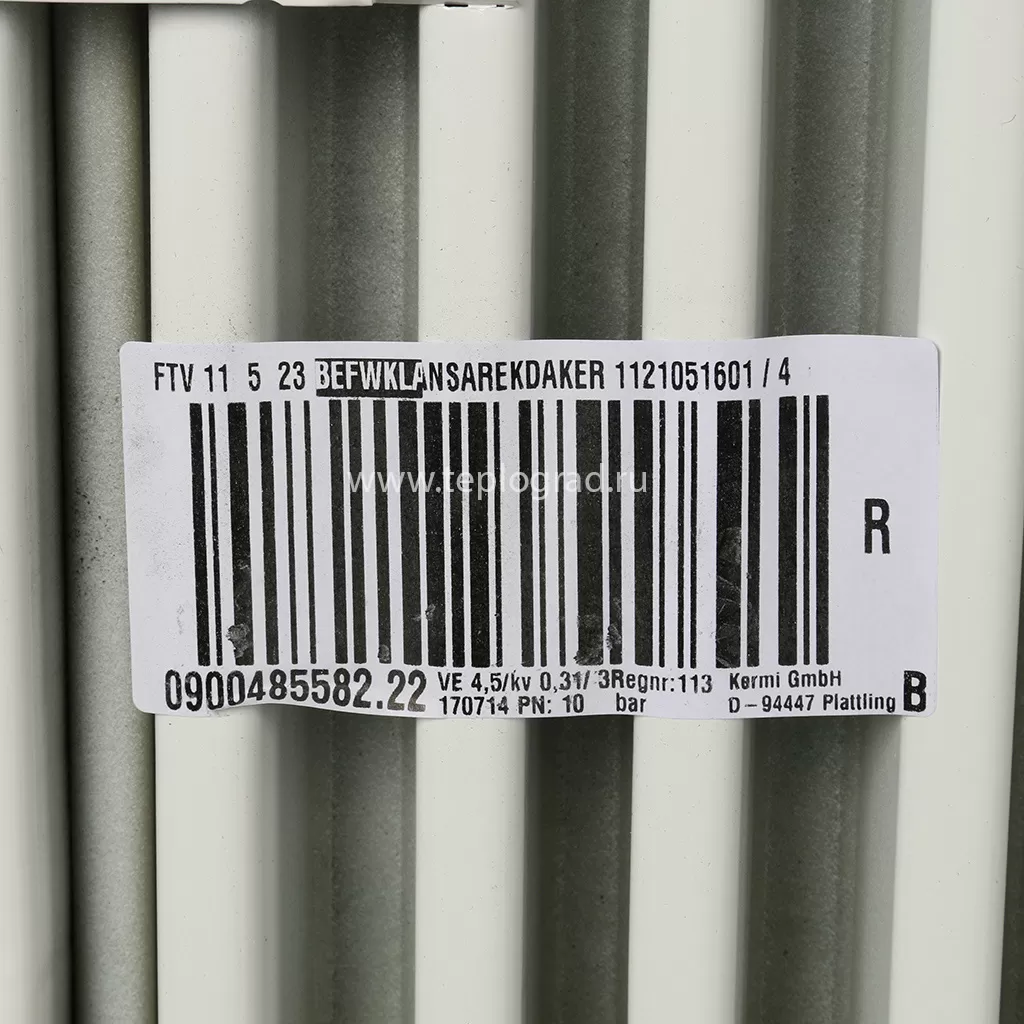 FTV 11 5 23 BEFWKLANSAREKDAKER 1121051601 / 4
www.teplograd.ru
R
0900485582.22 VE 4,5/kv 0,31/ 3Regnr:113 Kermi GmbH
170714 PN: 10 bar D-94447 Plattling B